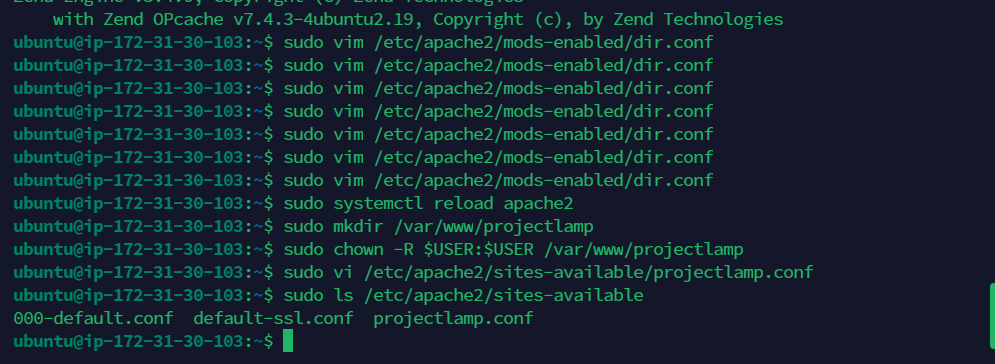 with Zend OPcache v7.4.3-4ubuntu2.19, Copyright (c), by Zend Technologies
ubuntu@ip-172-31-30-103:~$ sudo vim /etc/apache2/mods-enabled/dir.conf
ubuntu@ip-172-31-30-103:~$ sudo vim /etc/apache2/mods-enabled/dir.conf
ubuntu@ip-172-31-30-103:~$ sudo vim /etc/apache2/mods-enabled/dir.conf
ubuntu@ip-172-31-30-103:~$ sudo vim /etc/apache2/mods-enabled/dir.conf
ubuntu@ip-172-31-30-103:~$ sudo vim /etc/apache2/mods-enabled/dir.conf
ubuntu@ip-172-31-30-103:~$ sudo vim /etc/apache2/mods-enabled/dir.conf
ubuntu@ip-172-31-30-103:~$ sudo vim /etc/apache2/mods-enabled/dir.conf
ubuntu@ip-172-31-30-103:~$ sudo systemctl reload apache2
ubuntu@ip-172-31-30-103:~$ sudo mkdir /var/www/projectlamp
ubuntu@ip-172-31-30-103:~$ sudo chown -R $USER:$USER /var/www/projectlamp
ubuntu@ip-172-31-30-103:~$ sudo vi /etc/apache2/sites-available/projectlamp.conf
ubuntu@ip-172-31-30-103:~$ sudo ls /etc/apache2/sites-available
000-default.conf  default-ssl.conf  projectlamp.conf
ubuntu@ip-172-31-30-103:~$